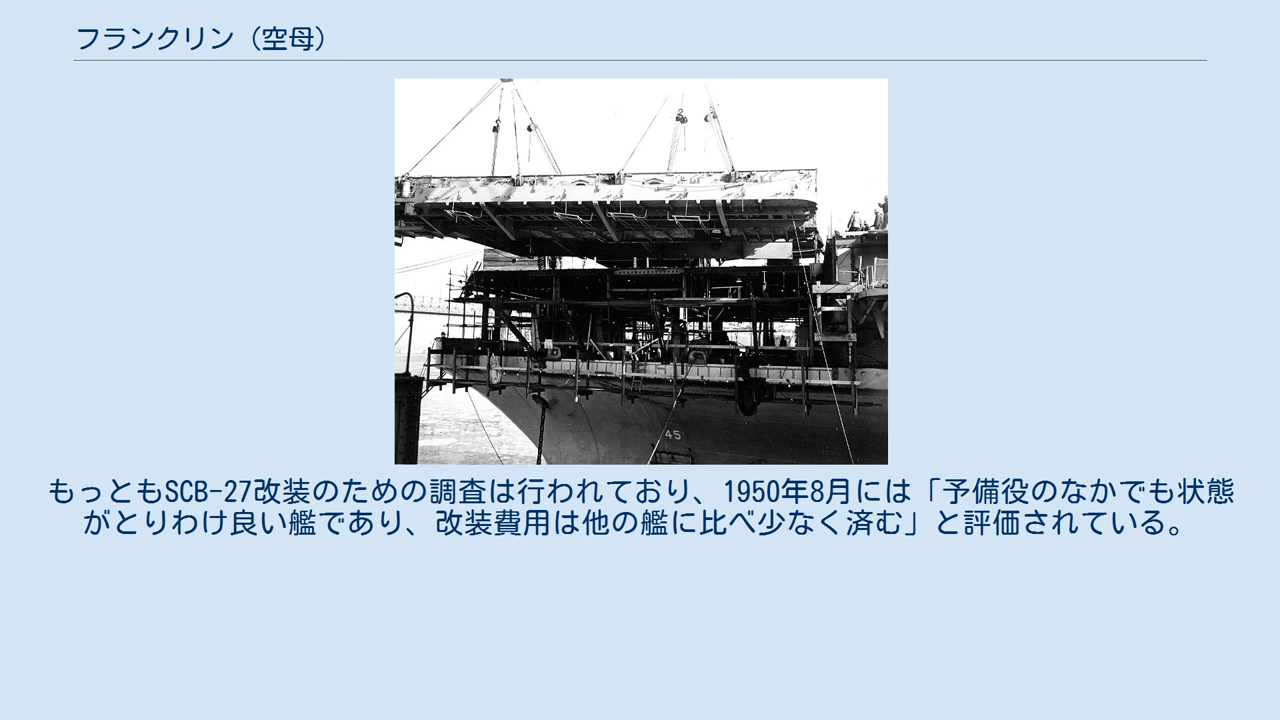 フランクリン（空母）
45
もっともSCB-27改装のための調査は行われており、1950年8月には「予備役のなかでも状態
がとりわけ良い艦であり、改装費用は他の艦に比べ少なく済む」と評価されている。